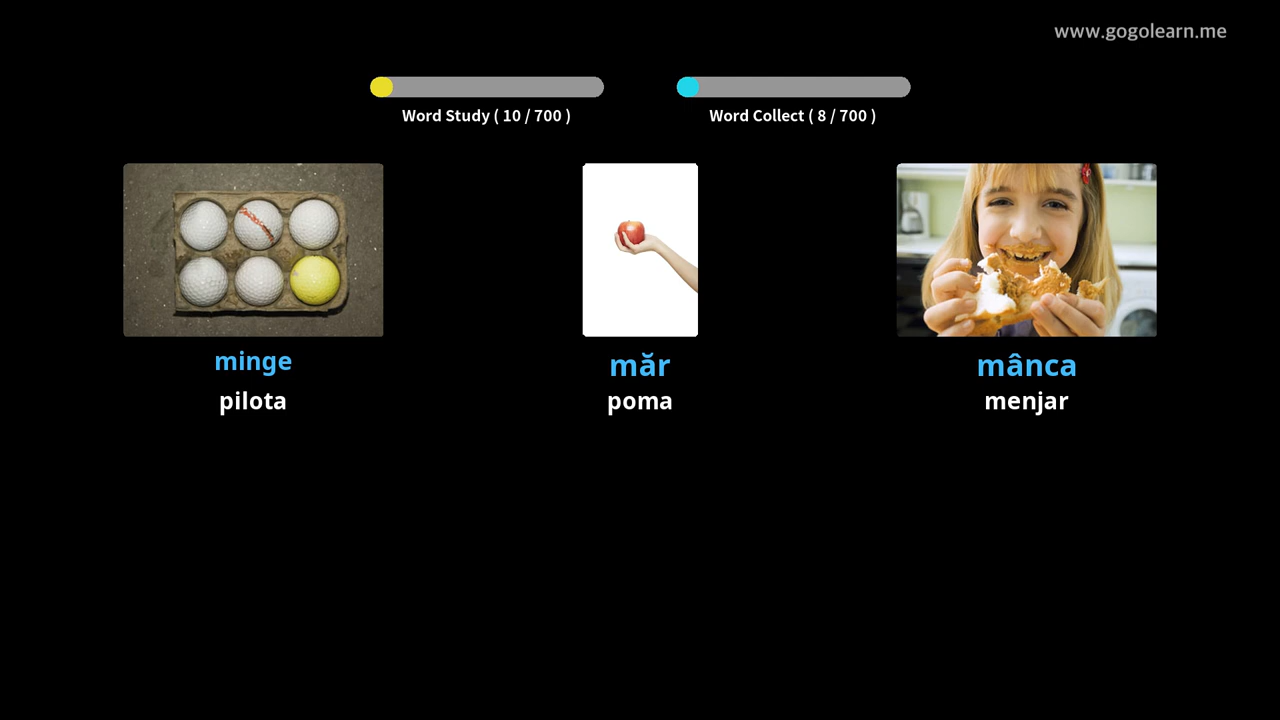 www.gogolearn.me
Word Study ( 10 / 700 )
Word Collect ( 8 / 700 )
minge
măr
mânca
pilota
poma
menjar